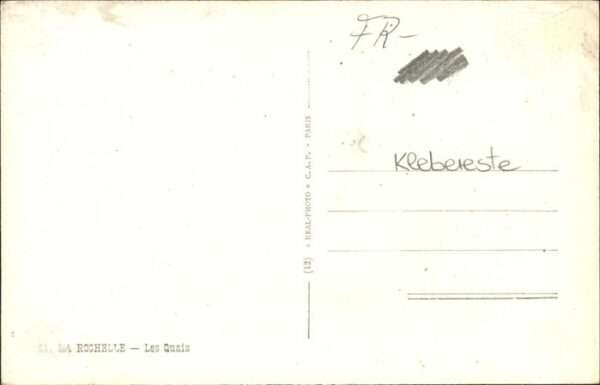 FR-
Klebereste
(12) • REAL-PHOTO • C.A.P. - PARIS
LA ROCHELLE — Les Quais